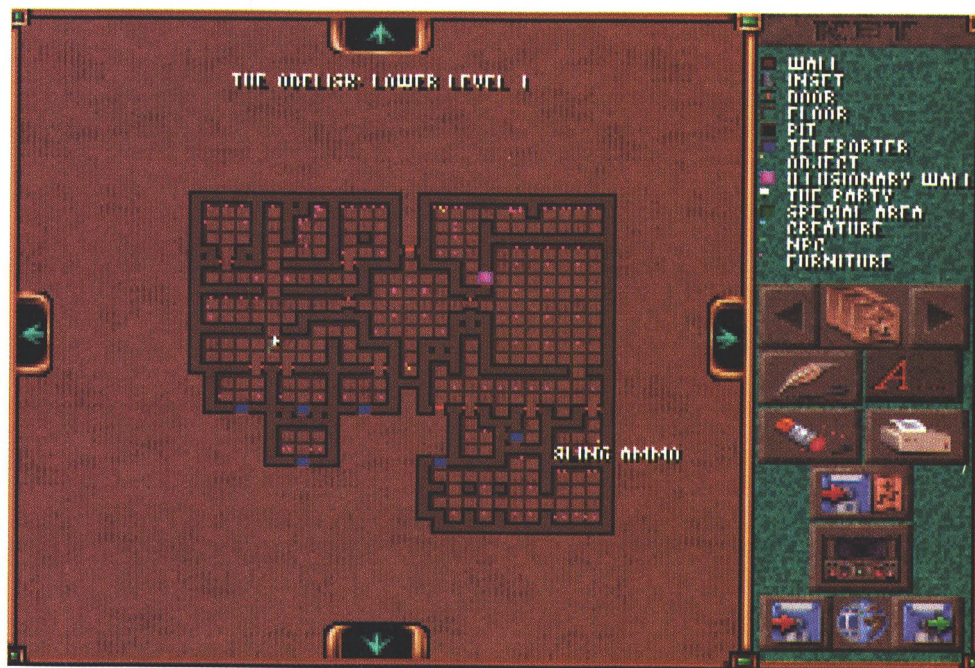 THE OBELISK: LOWER LEVEL 1
SLING AMMO
KEY
WALL
INSET
DOOR
FLOOR
PIT
TELEPORTER
OBJECT
ILLUSIONARY WALL
THE PARTY
SPECIAL AREA
CREATURE
NPC
FURNITURE